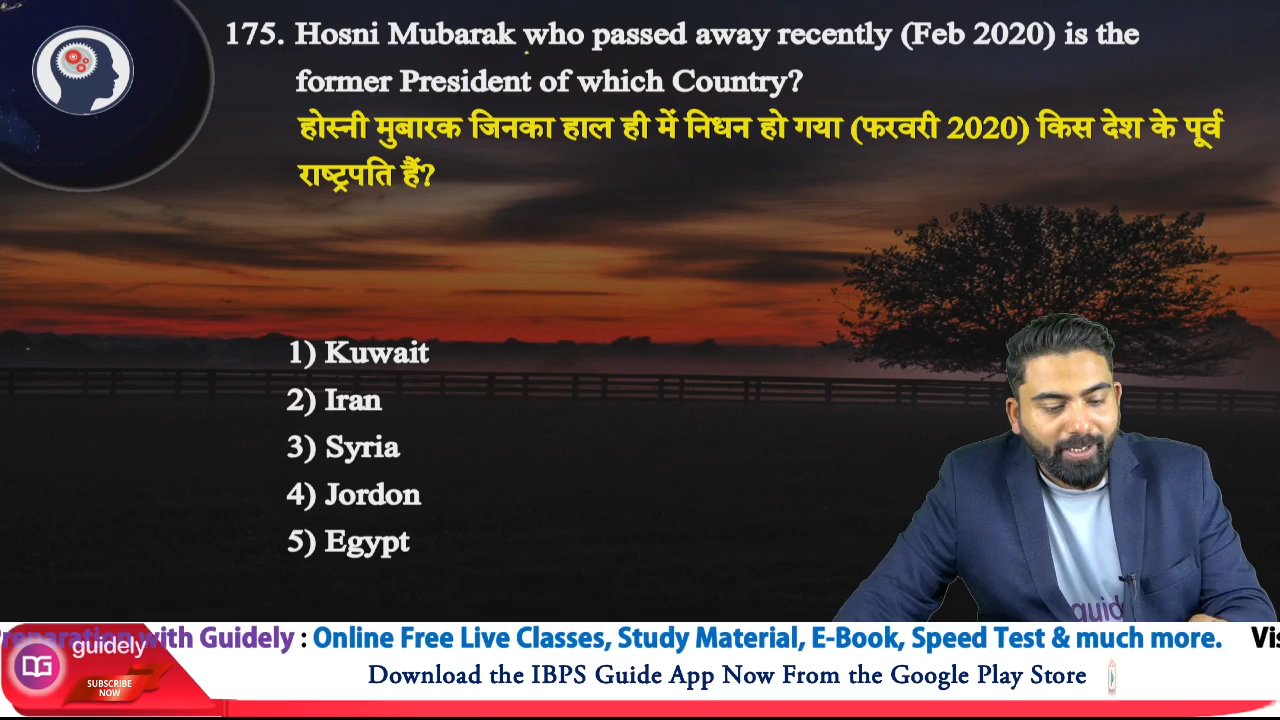 175. Hosni Mubarak who passed away recently (Feb 2020) is the
former President of which Country?
होस्नी मुबारक जिनका हाल ही में निधन हो गया (फरवरी 2020) किस देश के पूर्व
राष्ट्रपति हैं?
1) Kuwait
2) Iran
3) Syria
4) Jordon
5) Egypt
with Guidely : Online Free Live Classes, Study Material, E-Book, Speed Test & much more.
guidely
SUBSCRIBE
NOW
Download the IBPS Guide App Now From the Google Play Store